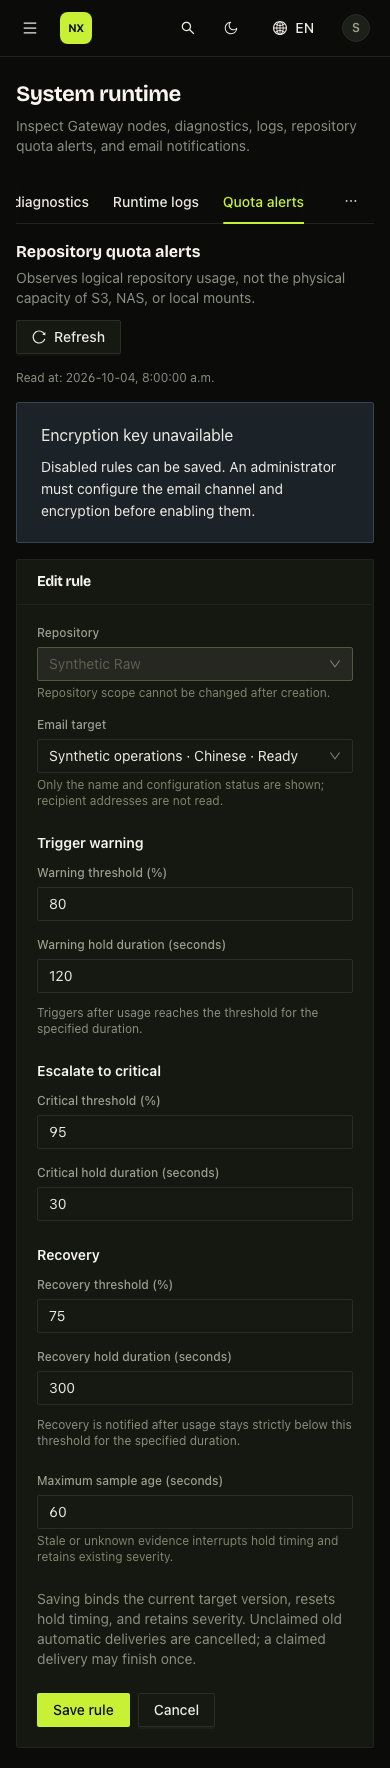 NX
EN
S
System runtime
Inspect Gateway nodes, diagnostics, logs, repository
quota alerts, and email notifications.
diagnostics
Runtime logs
Quota alerts
...
Repository quota alerts
Observes logical repository usage, not the physical
capacity of S3, NAS, or local mounts.
Refresh
Read at: 2026-10-04, 8:00:00 a.m.
Encryption key unavailable
Disabled rules can be saved. An administrator
must configure the email channel and
encryption before enabling them.
Edit rule
Repository
Synthetic Raw
Repository scope cannot be changed after creation.
Email target
Synthetic operations · Chinese · Ready
Only the name and configuration status are shown;
recipient addresses are not read.
Trigger warning
Warning threshold (%)
80
Warning hold duration (seconds)
120
Triggers after usage reaches the threshold for the
specified duration.
Escalate to critical
Critical threshold (%)
95
Critical hold duration (seconds)
30
Recovery
Recovery threshold (%)
75
Recovery hold duration (seconds)
300
Recovery is notified after usage stays strictly below this
threshold for the specified duration.
Maximum sample age (seconds)
60
Stale or unknown evidence interrupts hold timing and
retains existing severity.
Saving binds the current target version, resets
hold timing, and retains severity. Unclaimed old
automatic deliveries are cancelled; a claimed
delivery may finish once.
Save rule
Cancel